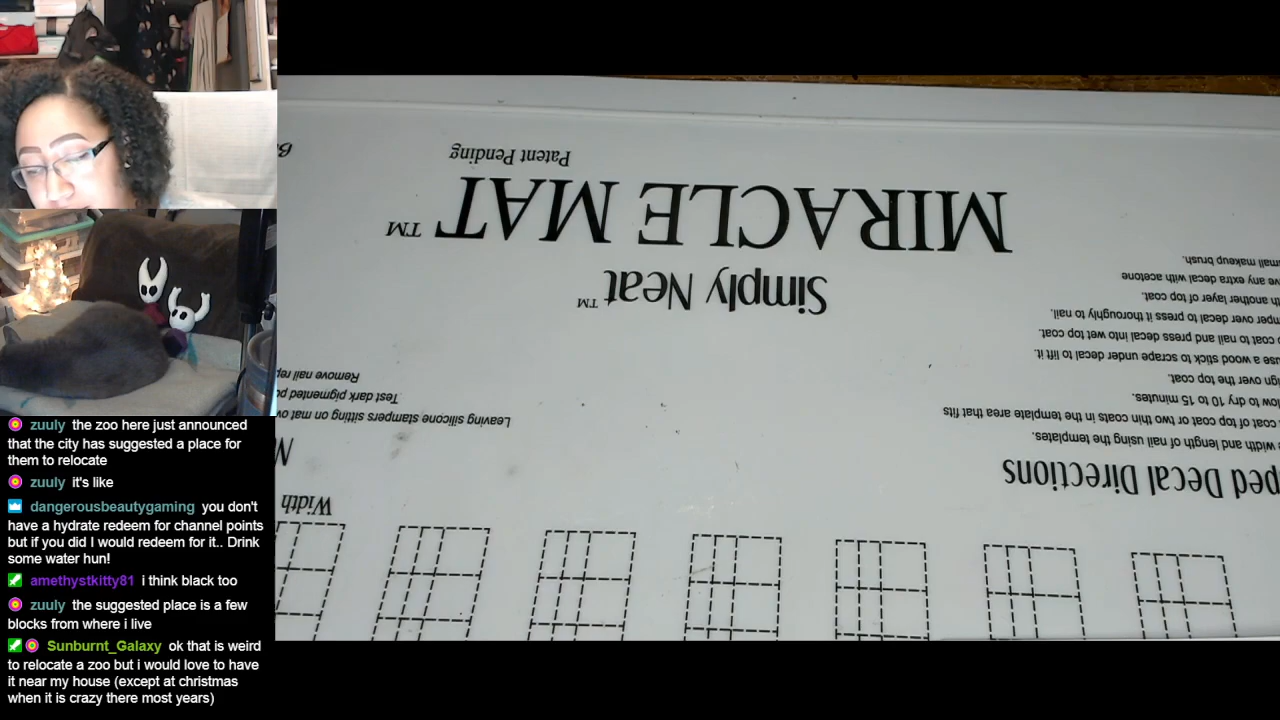 Patent Pending
MIRACLE MAT™
Simply Neat™
small makeup brush.
any extra decal with acetone
another layer of top coat.
over decal to press it thoroughly to nail.
coat to nail and press decal into wet top coat.
use a wood stick to scrape under decal to lift it.
over the top coat.
to dry 10 to 15 minutes.
coat of top coat or two thin coats in the template area that fits
width and length of nail using the templates.
Decal Directions
Remove nail
Test dark pigmented
Leaving silicone stampers sitting on mat
Width
zuuly the zoo here just announced
that the city has suggested a place for
them to relocate
zuuly it's like
dangerousbeautygaming you don't
have a hydrate redeem for channel points
but if you did I would redeem for it.. Drink
some water hun!
amethystkitty81 i think black too
zuuly the suggested place is a few
blocks from where i live
Sunburnt_Galaxy ok that is weird
to relocate a zoo but i would love to have
it near my house (except at christmas
when it is crazy there most years)